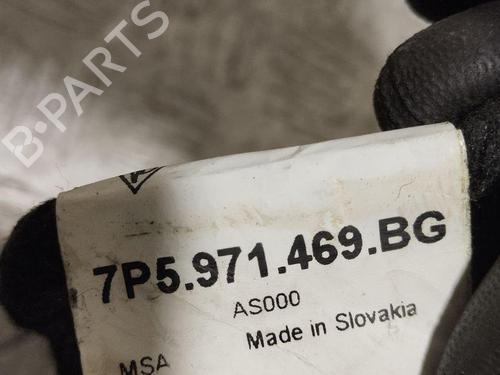 B-PARTS
7P5.971.469.BG
AS000
Made in Slovakia
MSA